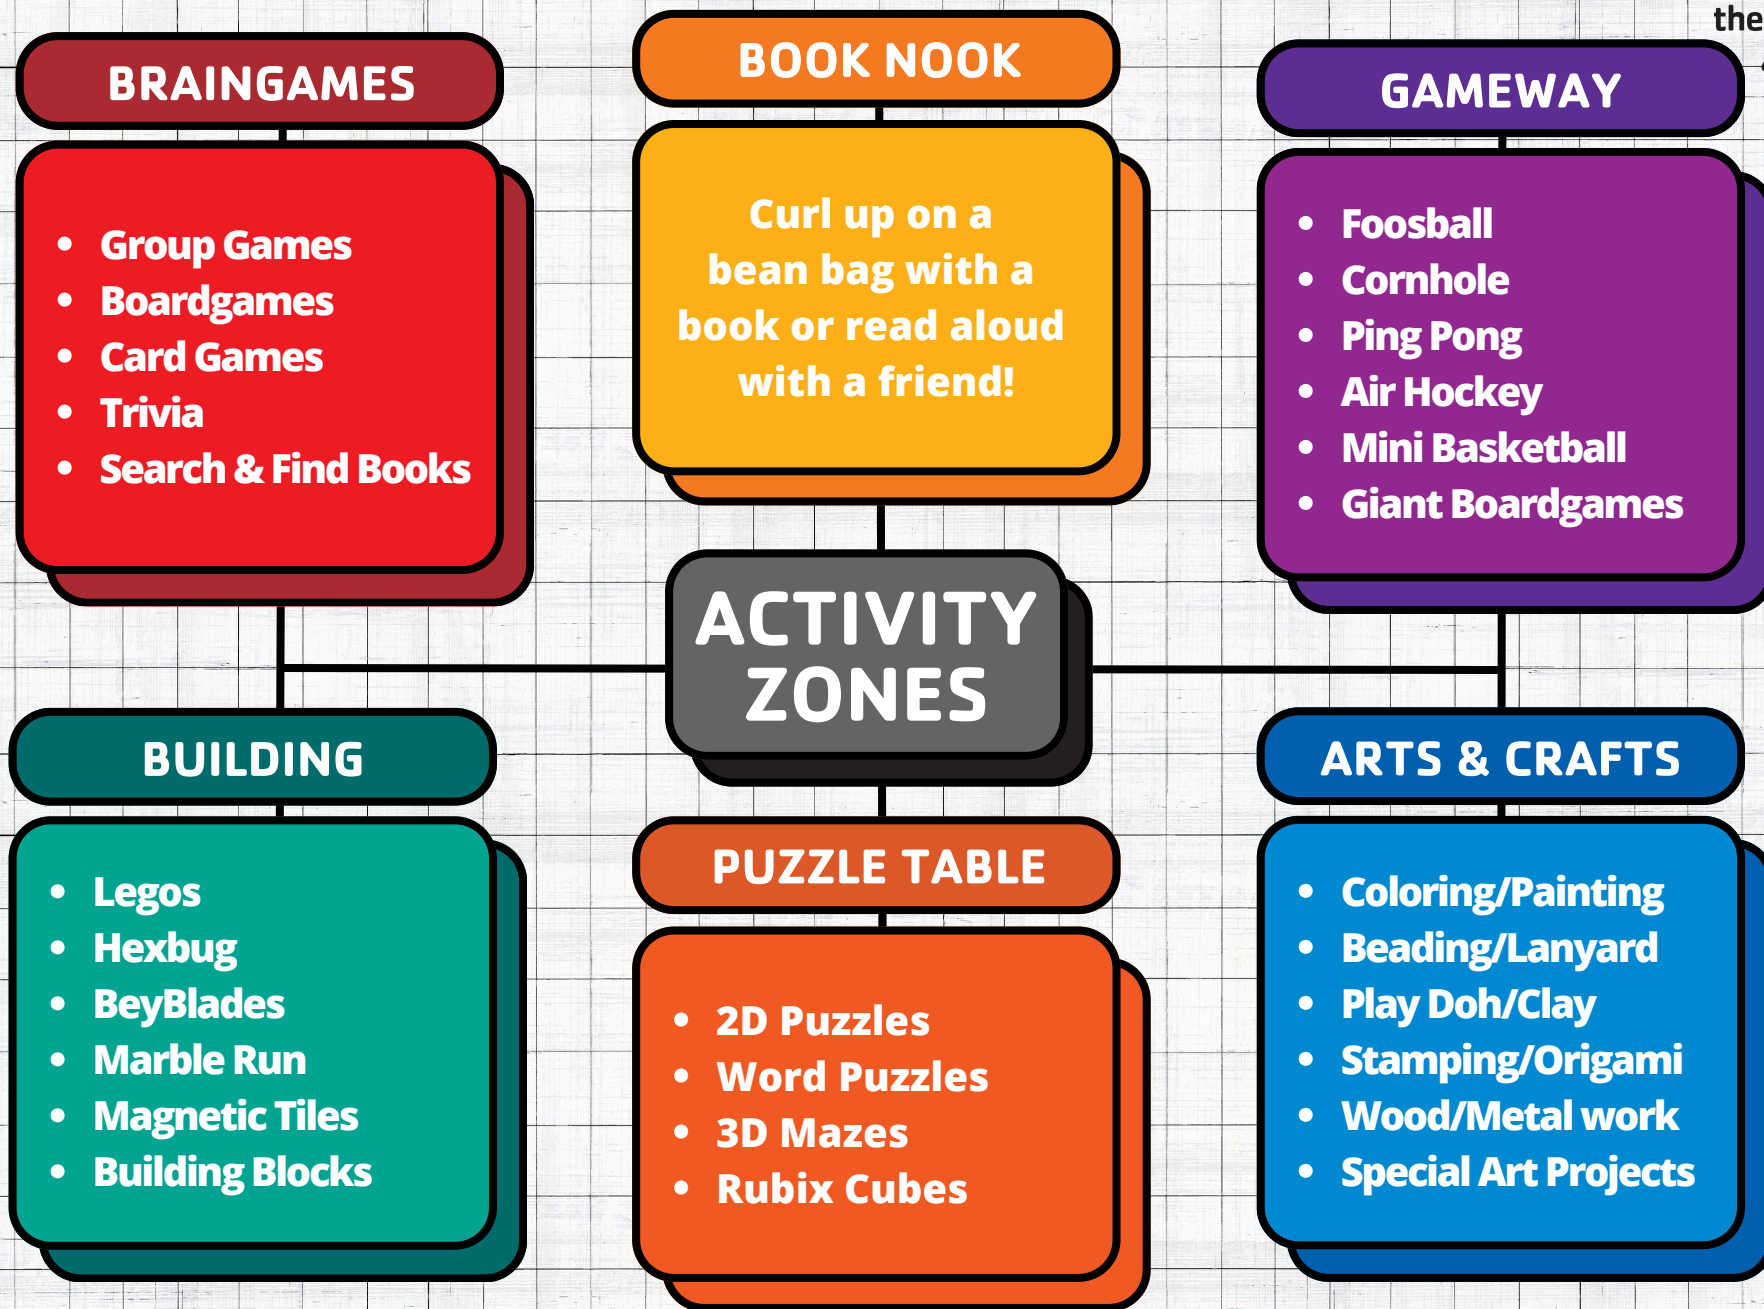 the
BRAINGAMES
• Group Games
• Boardgames
• Card Games
• Trivia
• Search & Find Books
BOOK NOOK
Curl up on a
bean bag with a
book or read aloud
with a friend!
GAMEWAY
• Foosball
• Cornhole
• Ping Pong
• Air Hockey
• Mini Basketball
• Giant Boardgames
ACTIVITY
ZONES
BUILDING
• Legos
• Hexbug
• BeyBlades
• Marble Run
• Magnetic Tiles
• Building Blocks
PUZZLE TABLE
• 2D Puzzles
• Word Puzzles
• 3D Mazes
• Rubix Cubes
ARTS & CRAFTS
• Coloring/Painting
• Beading/Lanyard
• Play Doh/Clay
• Stamping/Origami
• Wood/Metal work
• Special Art Projects